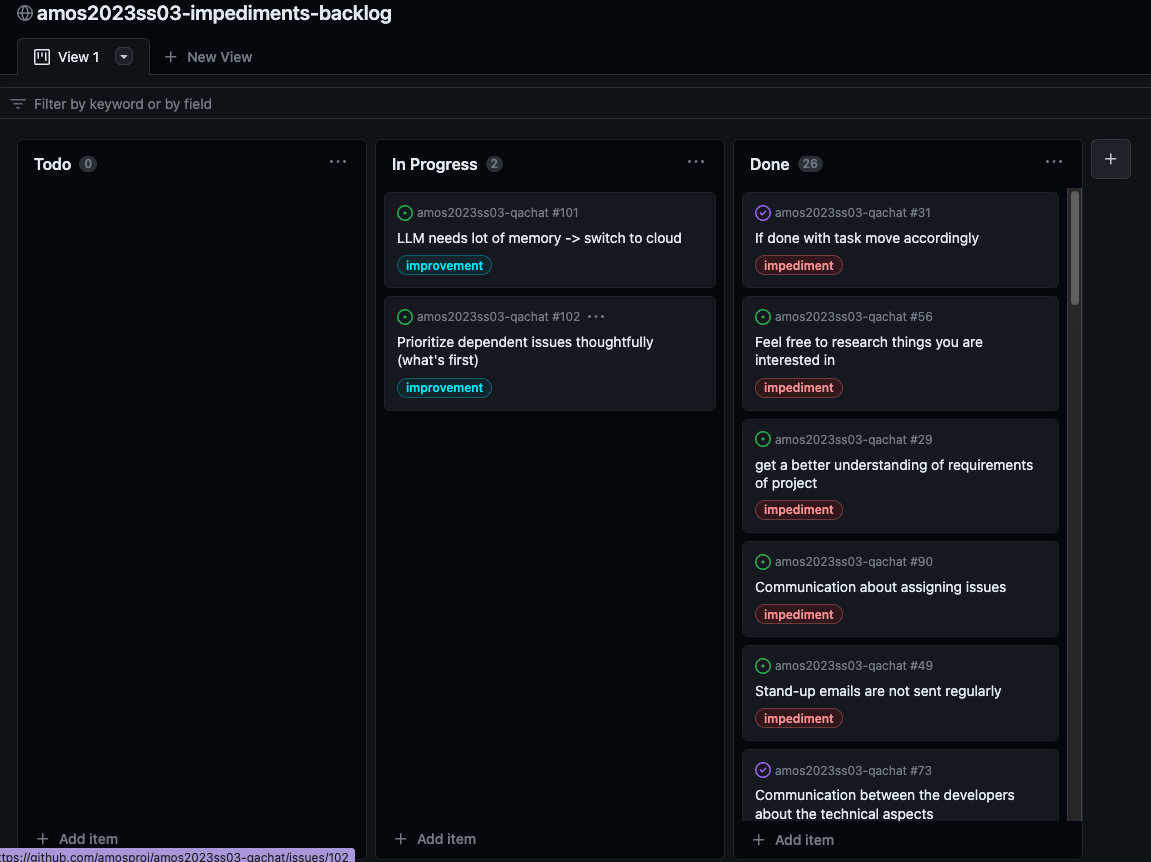 amos2023ss03-impediments-backlog
View 1
New View
Filter by keyword or by field
Todo 0
Add item
In Progress 2
amos2023ss03-qachat #101
LLM needs lot of memory -> switch to cloud
improvement
amos2023ss03-qachat #102
Prioritize dependent issues thoughtfully
(what's first)
improvement
Add item
Done 26
amos2023ss03-qachat #31
If done with task move accordingly
impediment
amos2023ss03-qachat #56
Feel free to research things you are
interested in
impediment
amos2023ss03-qachat #29
get a better understanding of requirements
of project
impediment
amos2023ss03-qachat #90
Communication about assigning issues
impediment
amos2023ss03-qachat #49
Stand-up emails are not sent regularly
impediment
amos2023ss03-qachat #73
Communication between the developers
about the technical aspects
Add item
ttps://github.com/amosproj/amos2023ss03-qachat/issues/102